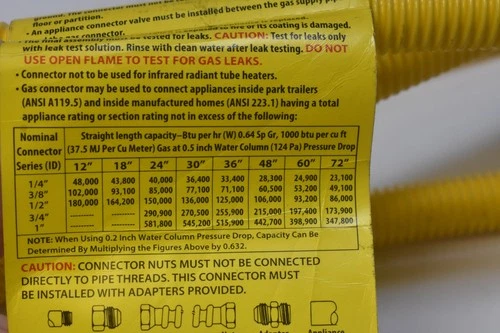 ground. The connector must not be
floor or partition.
· An appliance connector valve must be installed between the gas supply
or its coating is damaged.
tested for leaks. CAUTION: Test for leaks only
with leak test solution. Rinse with clean water after leak testing. DO NOT
USE OPEN FLAME TO TEST FOR GAS LEAKS.
· Connector not to be used for infrared radiant tube heaters.
· Gas connector may be used to connect appliances inside park trailers
(ANSI A119.5) and inside manufactured homes (ANSI 223.1) having a total
appliance rating or section rating not in excess of the following:
Nominal Connector Series (ID)
Straight length capacity–Btu per hr (W) 0.64 Sp Gr, 1000 btu per cu ft
(37.5 MJ Per Cu Meter) Gas at 0.5 inch Water Column (124 Pa) Pressure Drop
12" 18" 24" 30" 36" 48" 60" 72"
1/4" 48,000 43,800 40,000 36,400 33,400 28,300 24,900 23,100
3/8" 102,000 93,100 85,000 77,100 71,100 60,500 53,200 49,100
1/2" 180,000 164,200 150,000 136,000 125,000 106,000 93,200 86,000
3/4" -------- -------- 290,900 270,500 255,900 215,000 197,400 173,900
1" -------- -------- 581,800 545,200 515,900 442,700 398,900 347,800
NOTE: When Using 0.2 Inch Water Column Pressure Drop, Capacity Can Be
Determined By Multiplying the Figures Above by 0.632.
CAUTION: CONNECTOR NUTS MUST NOT BE CONNECTED
DIRECTLY TO PIPE THREADS. THIS CONNECTOR MUST
BE INSTALLED WITH ADAPTERS PROVIDED.
Adapter Appliance